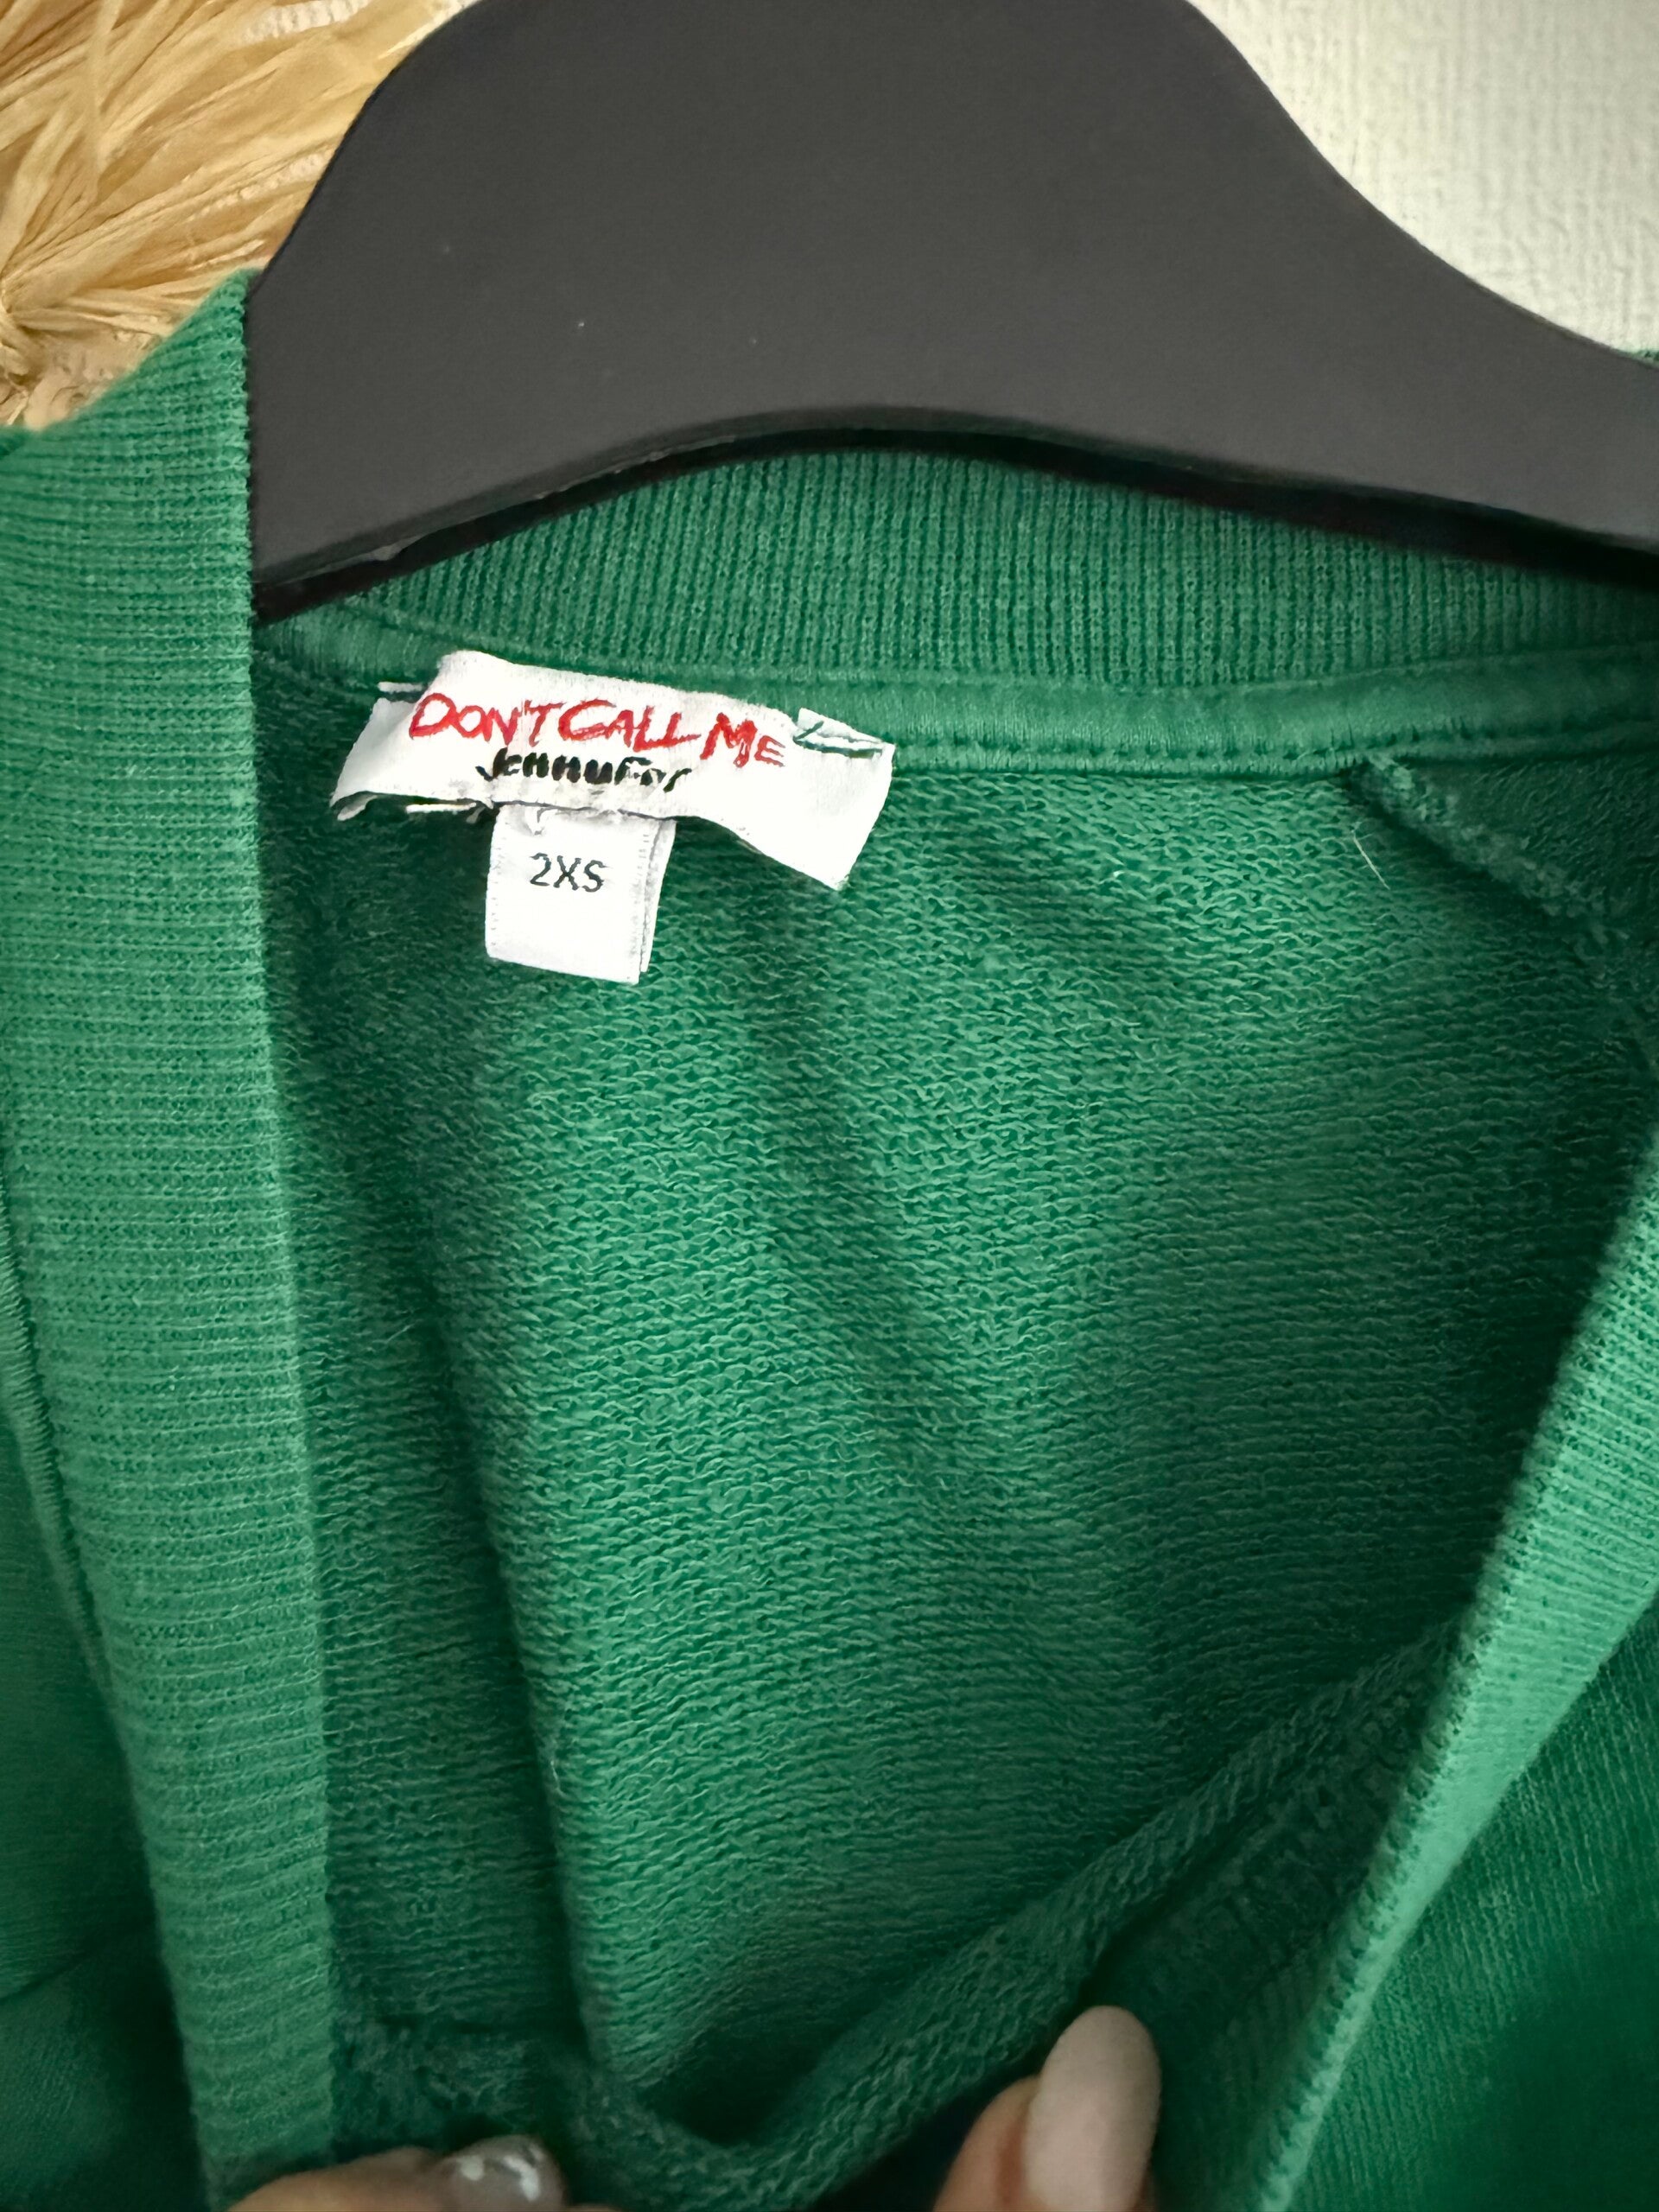 DON'T CALL ME
JennyFer
2XS